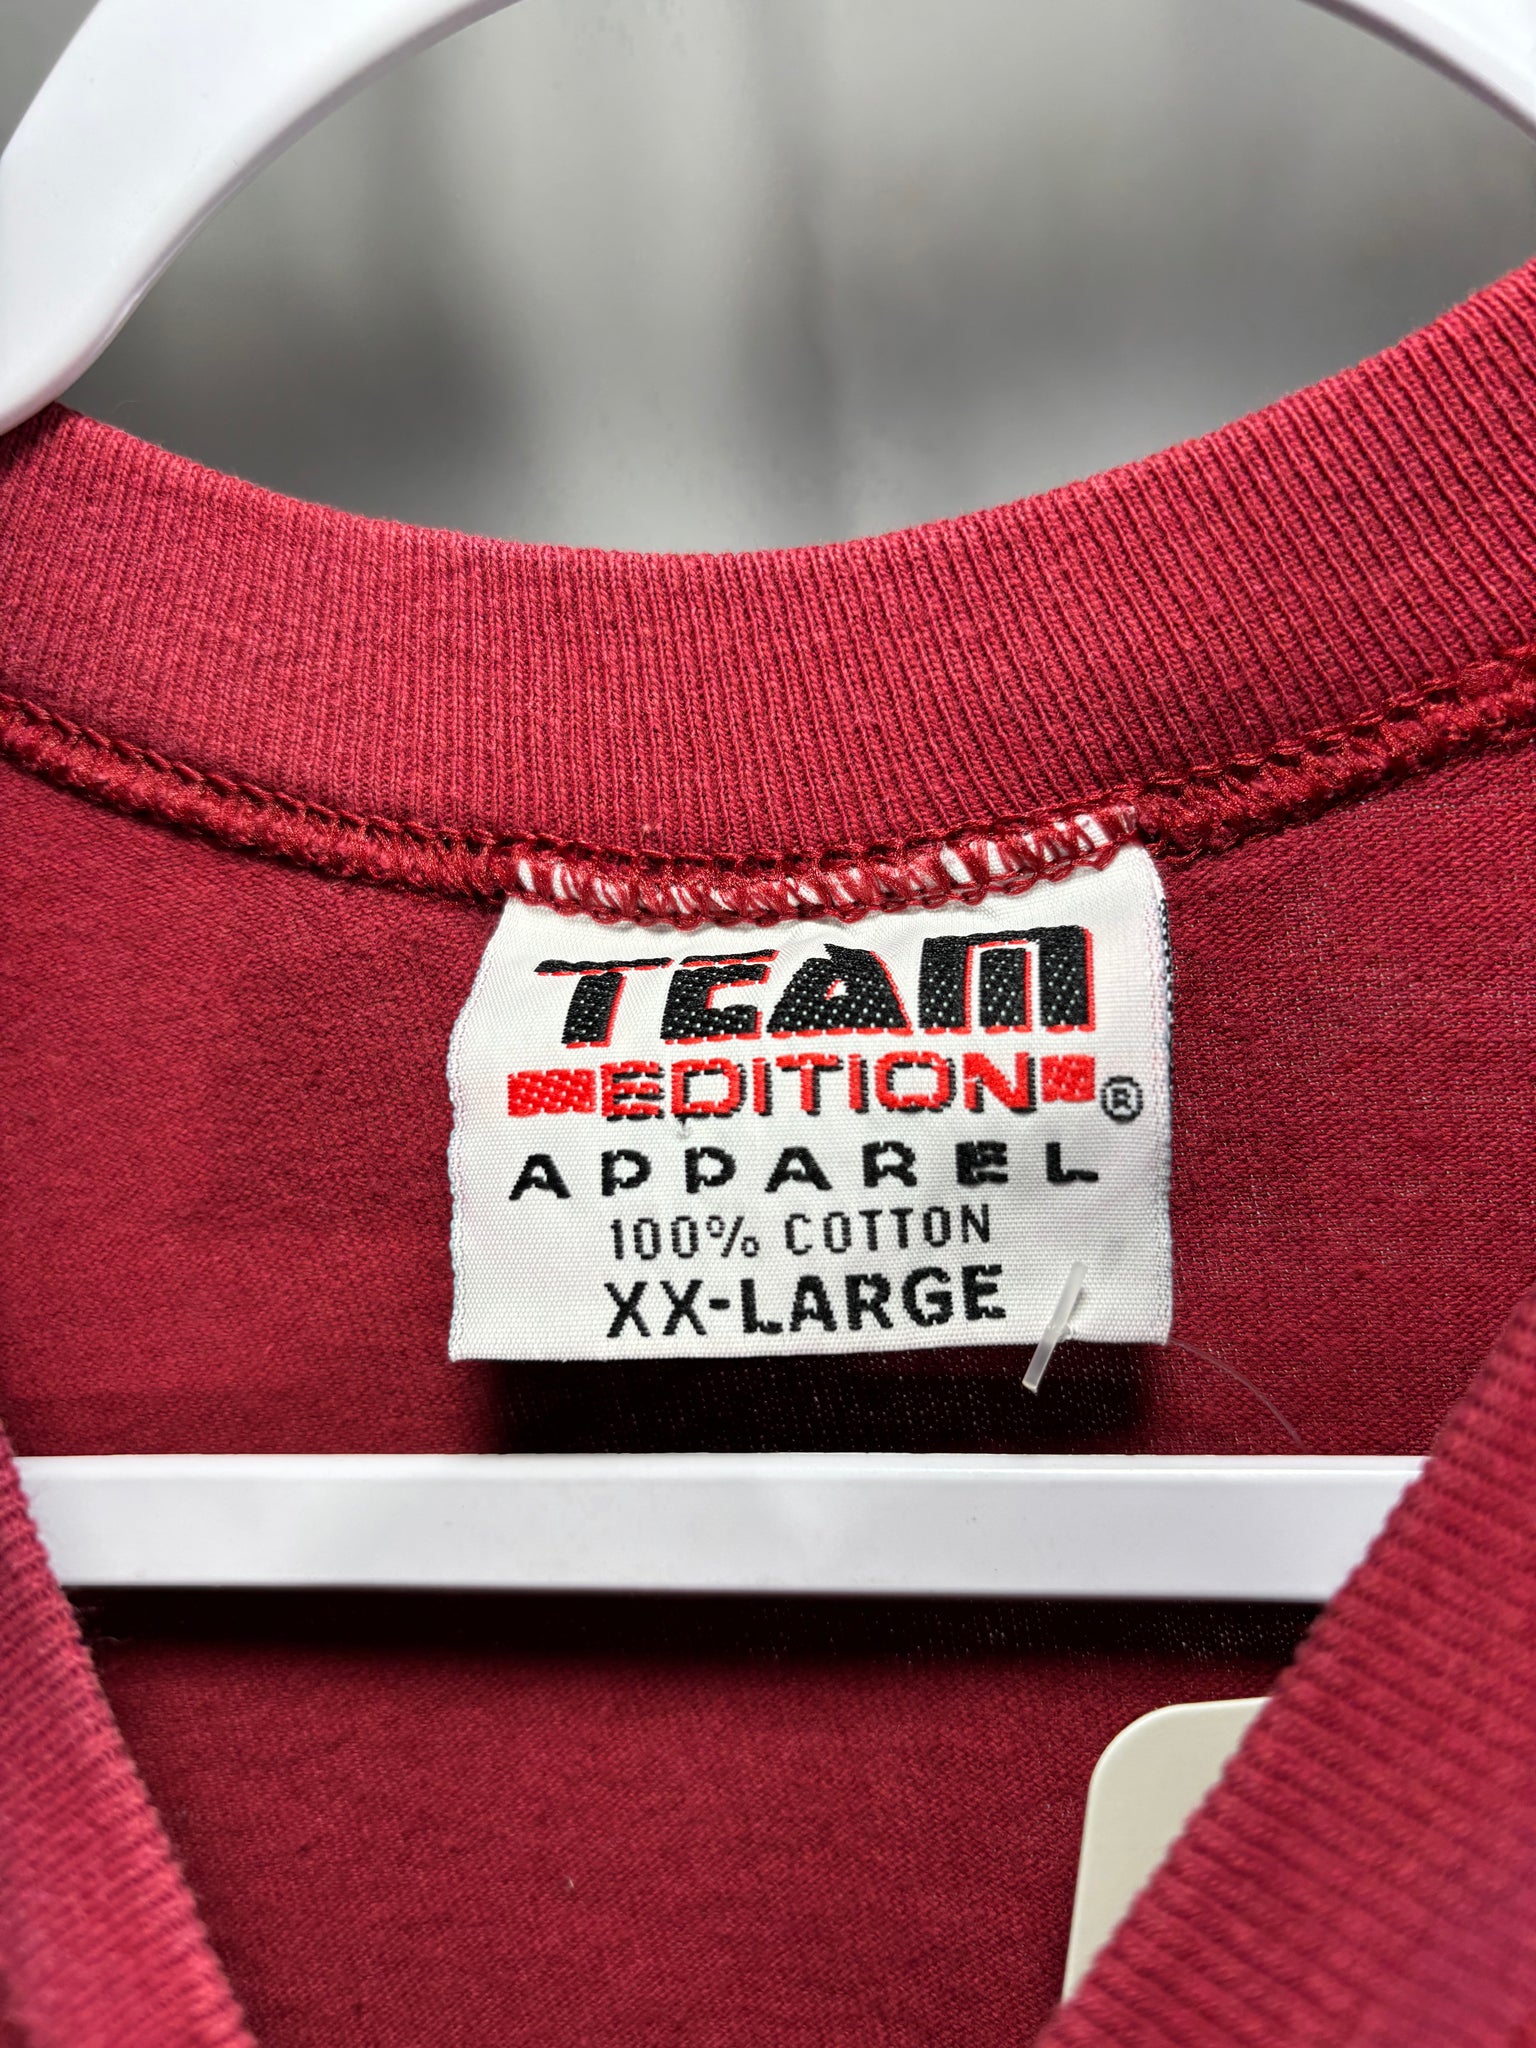 TEAM
EDITION®
APPAREL
100% COTTON
XX-LARGE